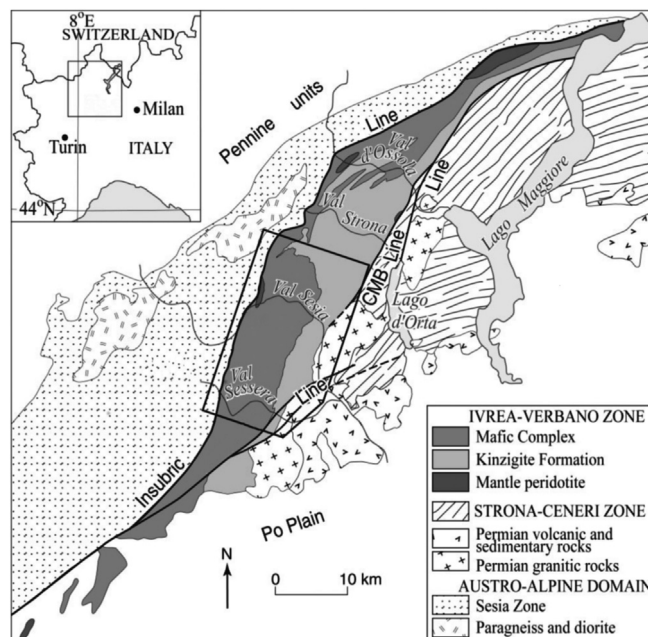 8°E
SWITZERLAND
Milan
Turin
ITALY
44°N
Pennine units
Line
Val
d'Ossola
Line
Val
Strona
CMB-Line
Lago Maggiore
Lago
d'Orta
Val Sesia
Val
Sessera
Line
Insubric
Po Plain
N
0 10 km
IVREA-VERBANO ZONE
Mafic Complex
Kinzigite Formation
Mantle peridotite
STRONA-CENERI ZONE
Permian volcanic and
sedimentary rocks
Permian granitic rocks
AUSTRO-ALPINE DOMAIN
Sesia Zone
Paragneiss and diorite